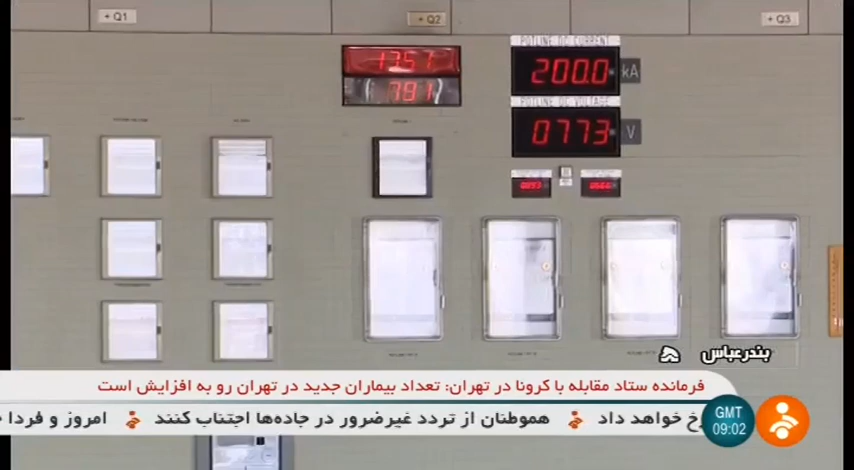 + Q1
+ Q2
+ Q3
1757
791
POTLINE DC CURRENT
200.0 kA
POTLINE DC VOLTAGE
0773 V
بندرعباس
فرمانده ستاد مقابله با کرونا در تهران: تعداد بیماران جدید در تهران رو به افزایش است
خ خواهد داد هموطنان از تردد غیرضرور در جاده‌ها اجتناب کنند امروز و فردا
GMT
09:02